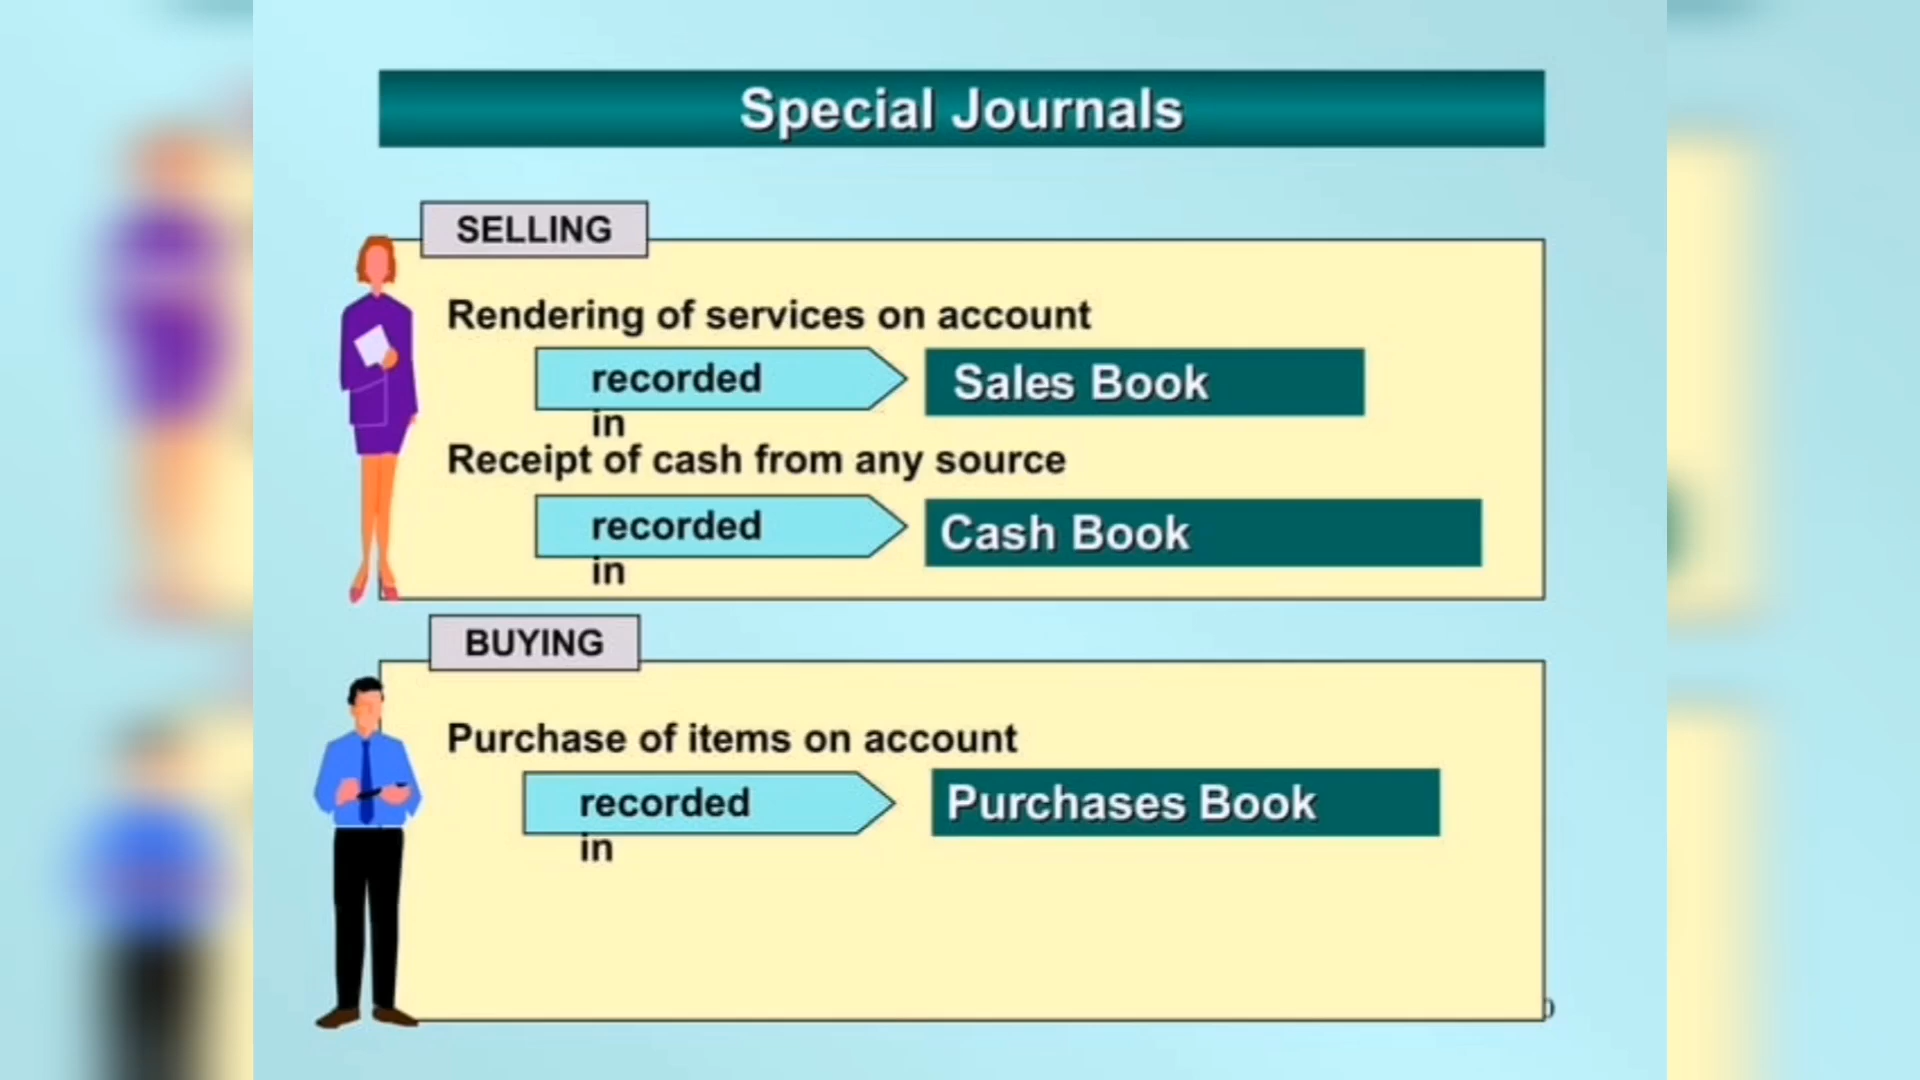 Special Journals
SELLING
Rendering of services on account
recorded
in
Sales Book
Receipt of cash from any source
recorded
in
Cash Book
BUYING
Purchase of items on account
recorded
in
Purchases Book